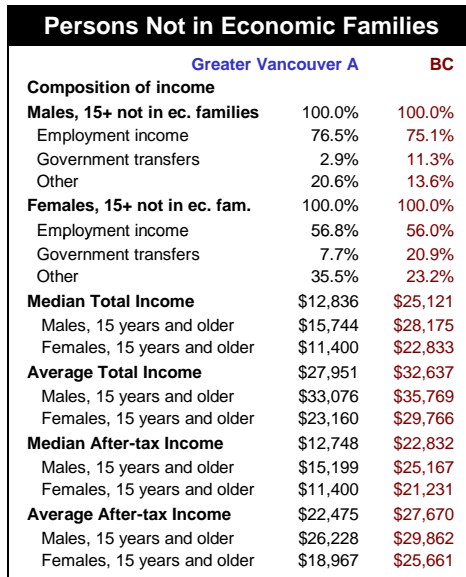 Persons Not in Economic Families
Greater Vancouver A BC
Composition of income
Males, 15+ not in ec. families 100.0% 100.0%
Employment income 76.5% 75.1%
Government transfers 2.9% 11.3%
Other 20.6% 13.6%
Females, 15+ not in ec. fam. 100.0% 100.0%
Employment income 56.8% 56.0%
Government transfers 7.7% 20.9%
Other 35.5% 23.2%
Median Total Income $12,836 $25,121
Males, 15 years and older $15,744 $28,175
Females, 15 years and older $11,400 $22,833
Average Total Income $27,951 $32,637
Males, 15 years and older $33,076 $35,769
Females, 15 years and older $23,160 $29,766
Median After-tax Income $12,748 $22,832
Males, 15 years and older $15,199 $25,167
Females, 15 years and older $11,400 $21,231
Average After-tax Income $22,475 $27,670
Males, 15 years and older $26,228 $29,862
Females, 15 years and older $18,967 $25,661